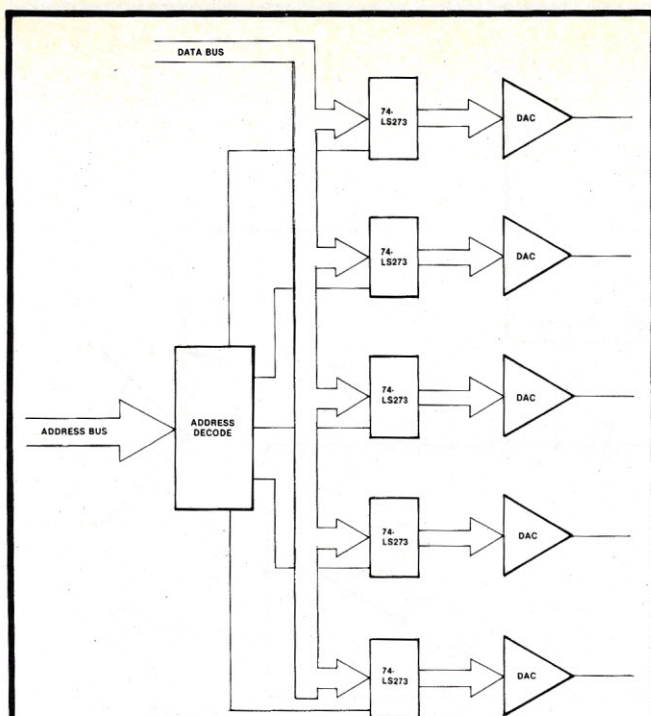 DATA BUS
74-
LS273
DAC
74-
LS273
DAC
ADDRESS BUS
ADDRESS
DECODE
74-
LS273
DAC
74-
LS273
DAC
74-
LS273
DAC